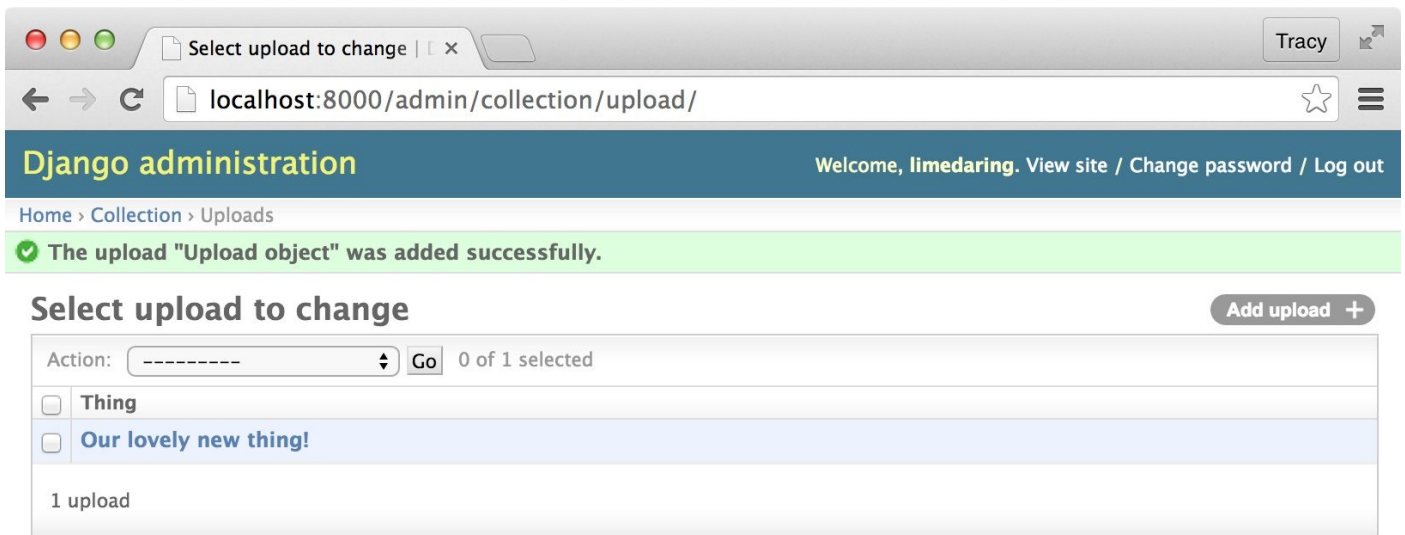 Select upload to change | D
Tracy
localhost:8000/admin/collection/upload/
Django administration
Welcome, limedaring. View site / Change password / Log out
Home › Collection › Uploads
The upload "Upload object" was added successfully.
Select upload to change
Add upload +
Action: --------- Go 0 of 1 selected
Thing
Our lovely new thing!
1 upload